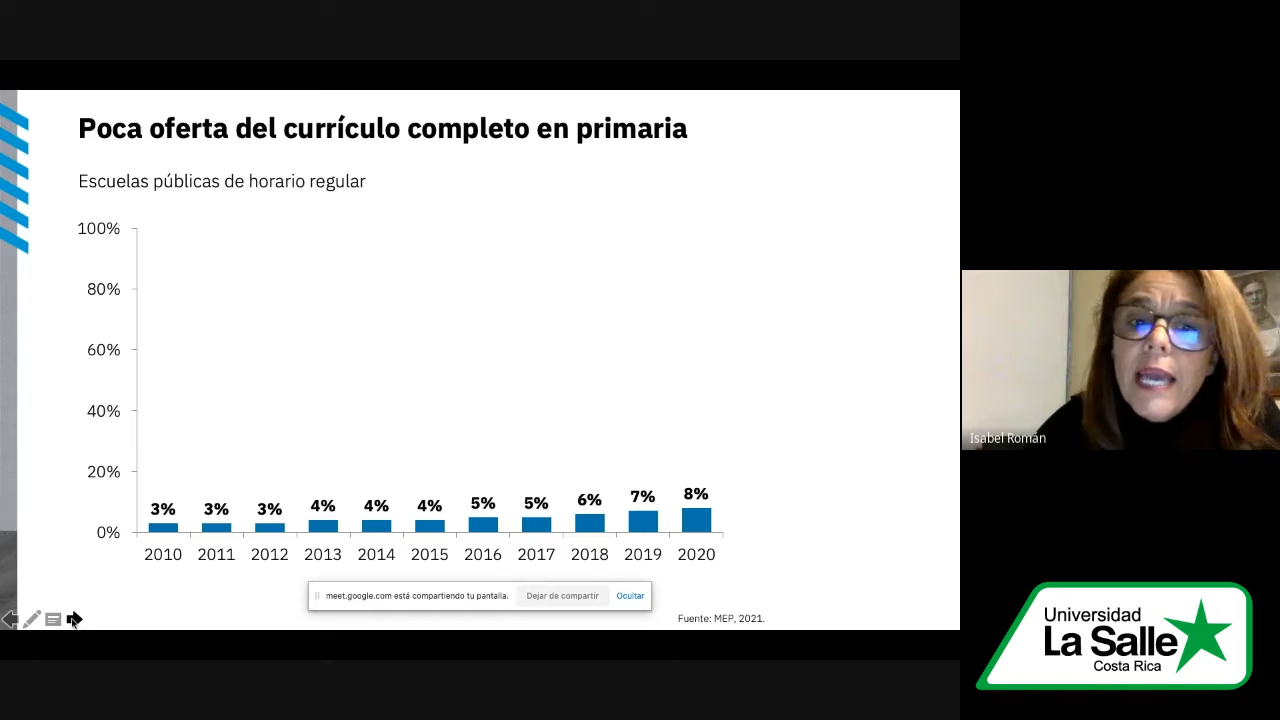 Poca oferta del currículo completo en primaria
Escuelas públicas de horario regular
100%
80%
60%
40%
20%
0%
3% 3% 3% 4% 4% 4% 5% 5% 6% 7% 8%
2010 2011 2012 2013 2014 2015 2016 2017 2018 2019 2020
meet.google.com está compartiendo tu pantalla. Dejar de compartir Ocultar
Fuente: MEP, 2021.
Isabel Román
Universidad
La Salle
Costa Rica